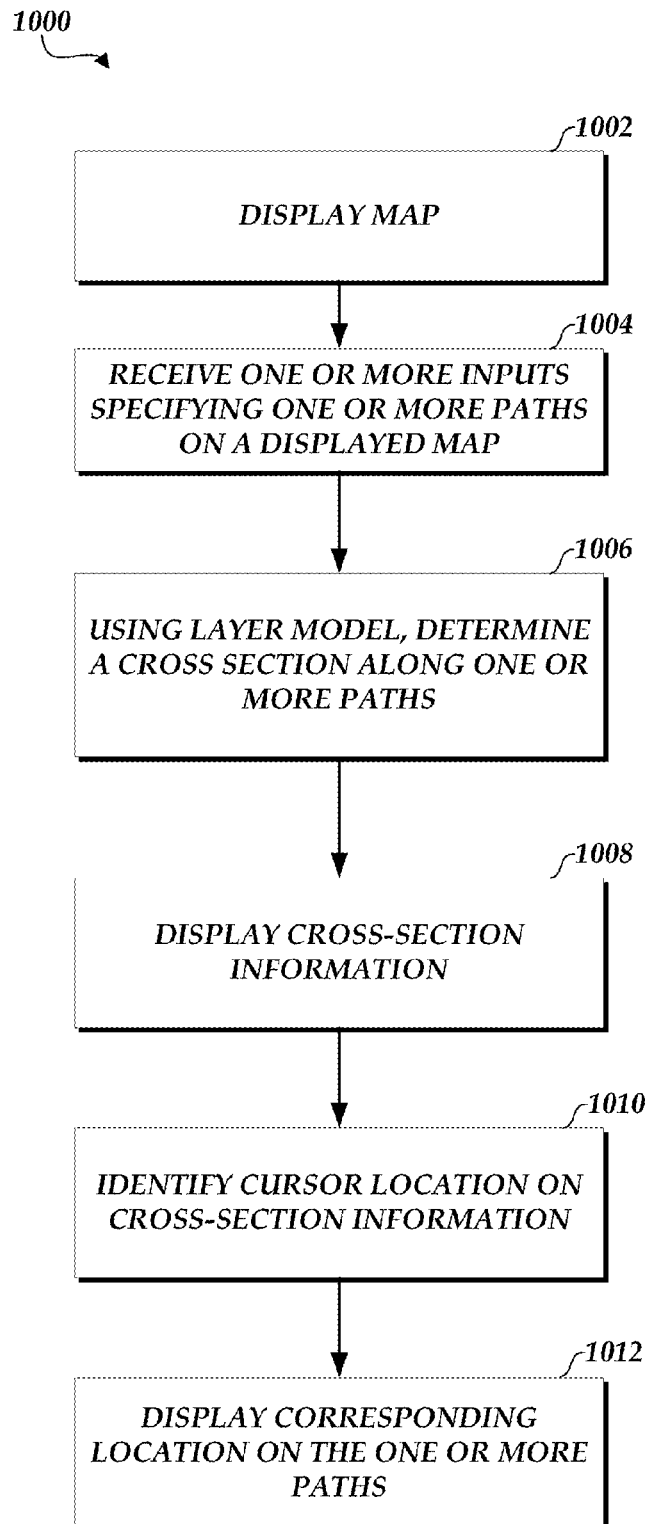 1000
1002
DISPLAY MAP
1004
RECEIVE ONE OR MORE INPUTS
SPECIFYING ONE OR MORE PATHS
ON A DISPLAYED MAP
1006
USING LAYER MODEL, DETERMINE
A CROSS SECTION ALONG ONE OR
MORE PATHS
1008
DISPLAY CROSS-SECTION
INFORMATION
1010
IDENTIFY CURSOR LOCATION ON
CROSS-SECTION INFORMATION
1012
DISPLAY CORRESPONDING
LOCATION ON THE ONE OR MORE
PATHS